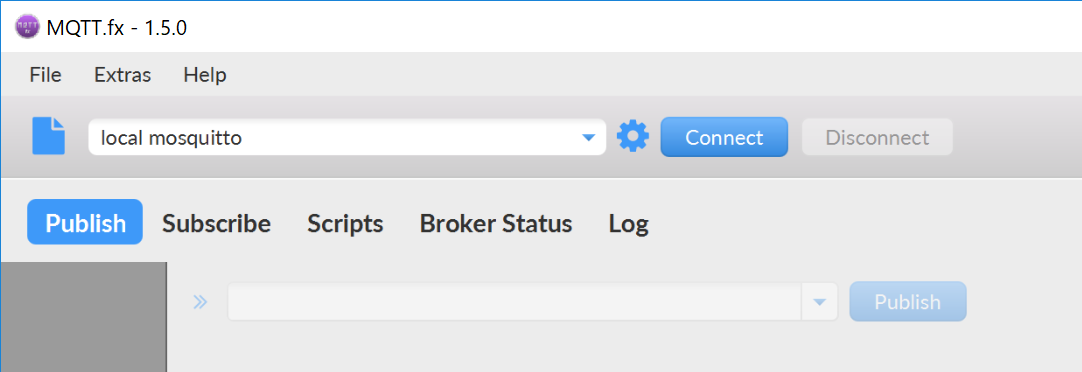 MQTT.fx - 1.5.0
File Extras Help
local mosquitto Connect Disconnect
Publish Subscribe Scripts Broker Status Log
Publish